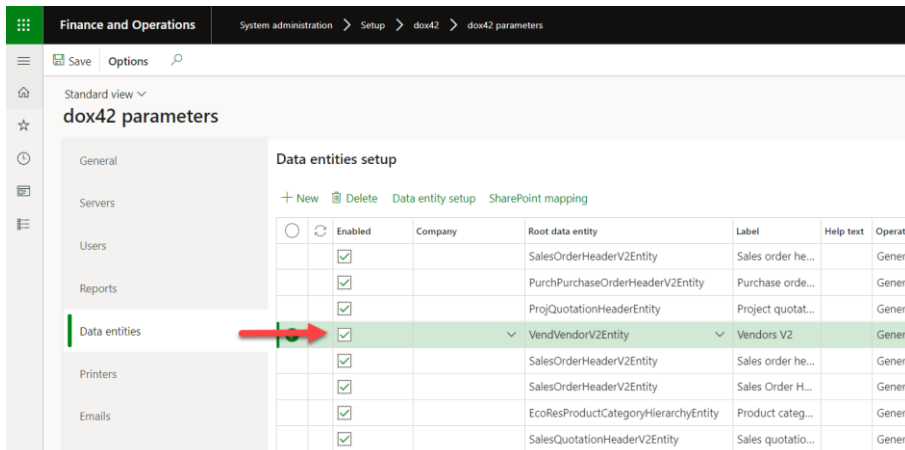 Finance and Operations System administration > Setup > dox42 > dox42 parameters
Save Options
Standard view
dox42 parameters
General
Servers
Users
Reports
Data entities
Printers
Emails
Data entities setup
+ New Delete Data entity setup SharePoint mapping
Enabled Company Root data entity Label Help text Operat
SalesOrderHeaderV2Entity Sales order he... Gener
PurchPurchaseOrderHeaderV2Entity Purchase orde... Gener
ProjQuotationHeaderEntity Project quotat... Gener
VendVendorV2Entity Vendors V2 Gener
SalesOrderHeaderV2Entity Sales order he... Gener
SalesOrderHeaderV2Entity Sales Order H... Gener
EcoResProductCategoryHierarchyEntity Product categ... Gener
SalesQuotationHeaderV2Entity Sales quotatio... Gener